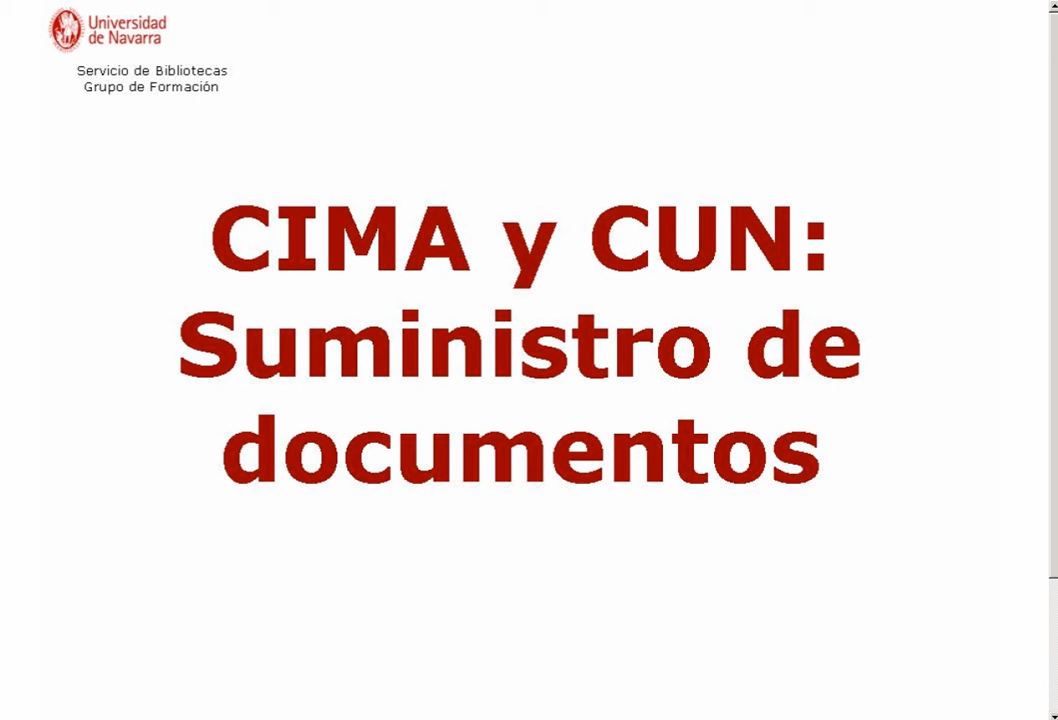 Universidad
de Navarra
Servicio de Bibliotecas
Grupo de Formación
CIMA y CUN:
Suministro de
documentos